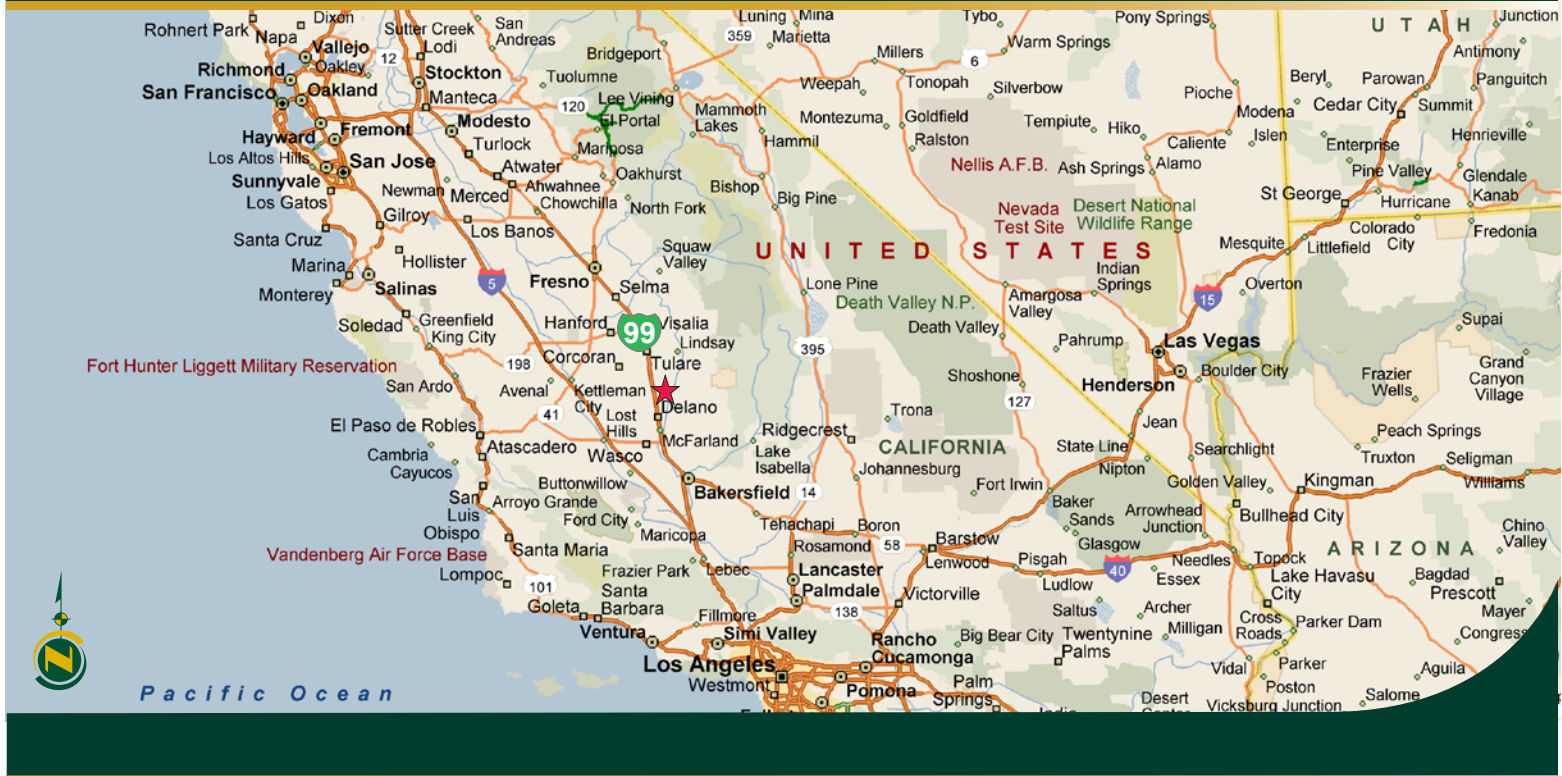 Rohnert Park
Napa
Dixon
Vallejo
Oakley
Richmond
San Francisco
Oakland
Hayward
Fremont
Los Altos Hills
San Jose
Sunnyvale
Los Gatos
Santa Cruz
Gilroy
Hollister
Marina
Monterey
Salinas
Soledad
Greenfield
King City
Sutter Creek
Lodi
12
Stockton
Manteca
Modesto
Turlock
Atwater
Newman
Merced
Ahwahnee
Chowchilla
Los Banos
San
Andreas
Bridgeport
Tuolumne
120
Lee Vining
El Portal
Mariposa
Oakhurst
North Fork
Mammoth
Lakes
Hammil
Bishop
Big Pine
Squaw
Valley
5
Fresno
Selma
Hanford
99
Visalia
Lindsay
Corcoran
Tulare
198
Avenal
Kettleman
City
Delano
41
Lost
Hills
McFarland
Wasco
Fort Hunter Liggett Military Reservation
San Ardo
El Paso de Robles
Atascadero
Cambria
Cayucos
Buttonwillow
San
Luis
Obispo
Arroyo Grande
Ford City
Maricopa
Vandenberg Air Force Base
Santa Maria
Lompoc
101
Frazier Park
Lebec
Santa
Barbara
Goleta
Ventura
Fillmore
Simi Valley
Los Angeles
Westmont
Pacific Ocean
N
Luning
Mina
359
Marietta
Tybo
Pony Springs
Millers
6
Warm Springs
Weepah
Tonopah
Silverbow
Montezuma
Goldfield
Ralston
Tempiute
Hiko
Pioche
Modena
Islen
Caliente
Nellis A.F.B.
Ash Springs
Alamo
Nevada
Test Site
Desert National
Wildlife Range
UNITED STATES
Indian
Springs
Lone Pine
Death Valley N.P.
Amargosa
Valley
Death Valley
Pahrump
395
15
Overton
Mesquite
Las Vegas
Henderson
Boulder City
Shoshone
127
Trona
Jean
Ridgecrest
CALIFORNIA
State Line
Searchlight
Lake
Isabella
Johannesburg
Nipton
Golden Valley
Bakersfield
14
Fort Irwin
Baker
Sands
Glasgow
Arrowhead
Junction
Bullhead City
Tehachapi
Boron
Rosamond
58
Barstow
Lenwood
Pisgah
40
Needles
Topock
Lancaster
Palmdale
138
Victorville
Ludlow
Essex
Lake Havasu
City
Saltus
Archer
Milligan
Cross
Roads
Parker Dam
Rancho
Cucamonga
Big Bear City
Twentynine
Palms
Vidal
Parker
Pomona
Palm
Springs
Desert
Poston
Vicksburg Junction
Salome
UTAH
Junction
Antimony
Beryl
Parowan
Panguitch
Cedar City
Summit
Enterprise
Henrieville
Pine Valley
Glendale
St George
Hurricane
Kanab
Colorado
City
Fredonia
Littlefield
Supai
Grand
Canyon
Village
Frazier
Wells
Peach Springs
Truxton
Seligman
Kingman
Williams
Chino
Valley
ARIZONA
Bagdad
Prescott
Mayer
Congress
Aguila